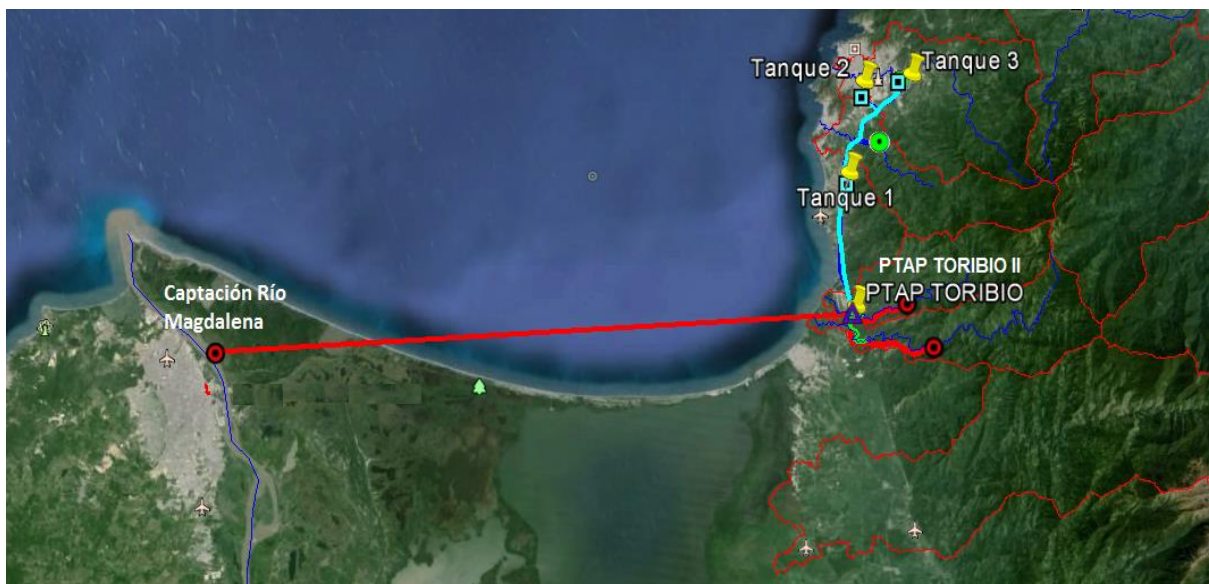 Tanque 2
Tanque 3
Tanque 1
PTAP TORIBIO II
PTAP TORIBIO
Captación Río
Magdalena